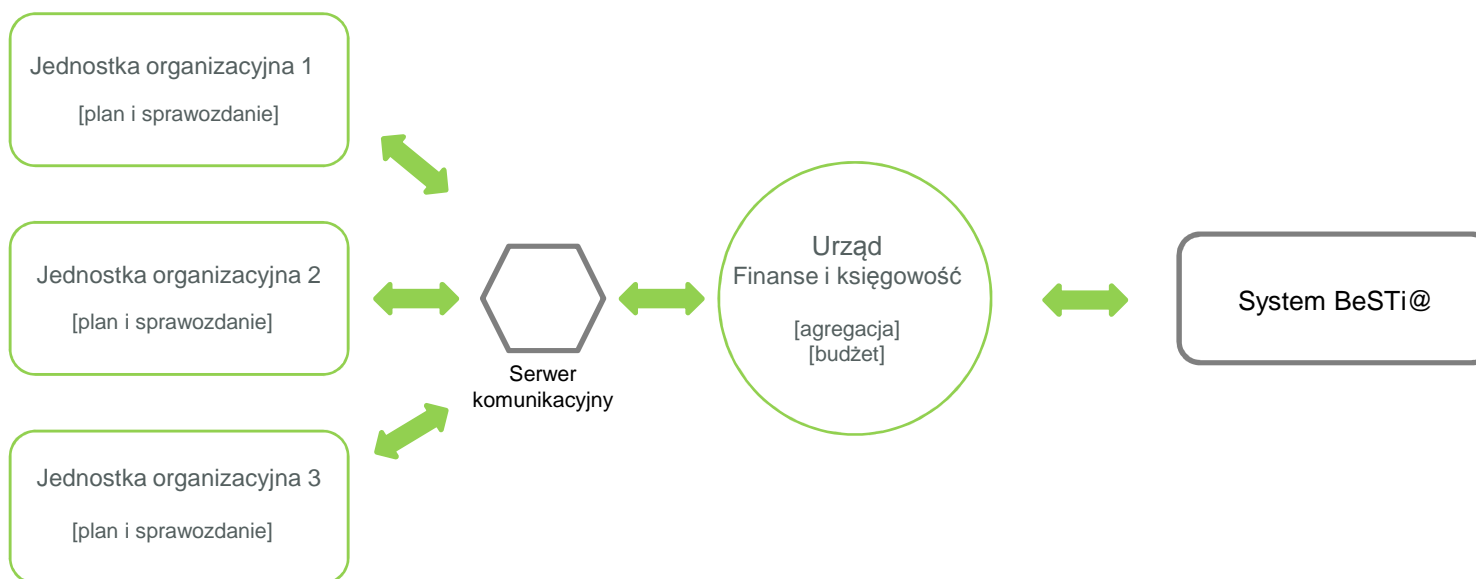 Jednostka organizacyjna 1
[plan i sprawozdanie]
Jednostka organizacyjna 2
[plan i sprawozdanie]
Jednostka organizacyjna 3
[plan i sprawozdanie]
Serwer
komunikacyjny
Urząd
Finanse i księgowość
[agregacja]
[budżet]
System BeSTi@